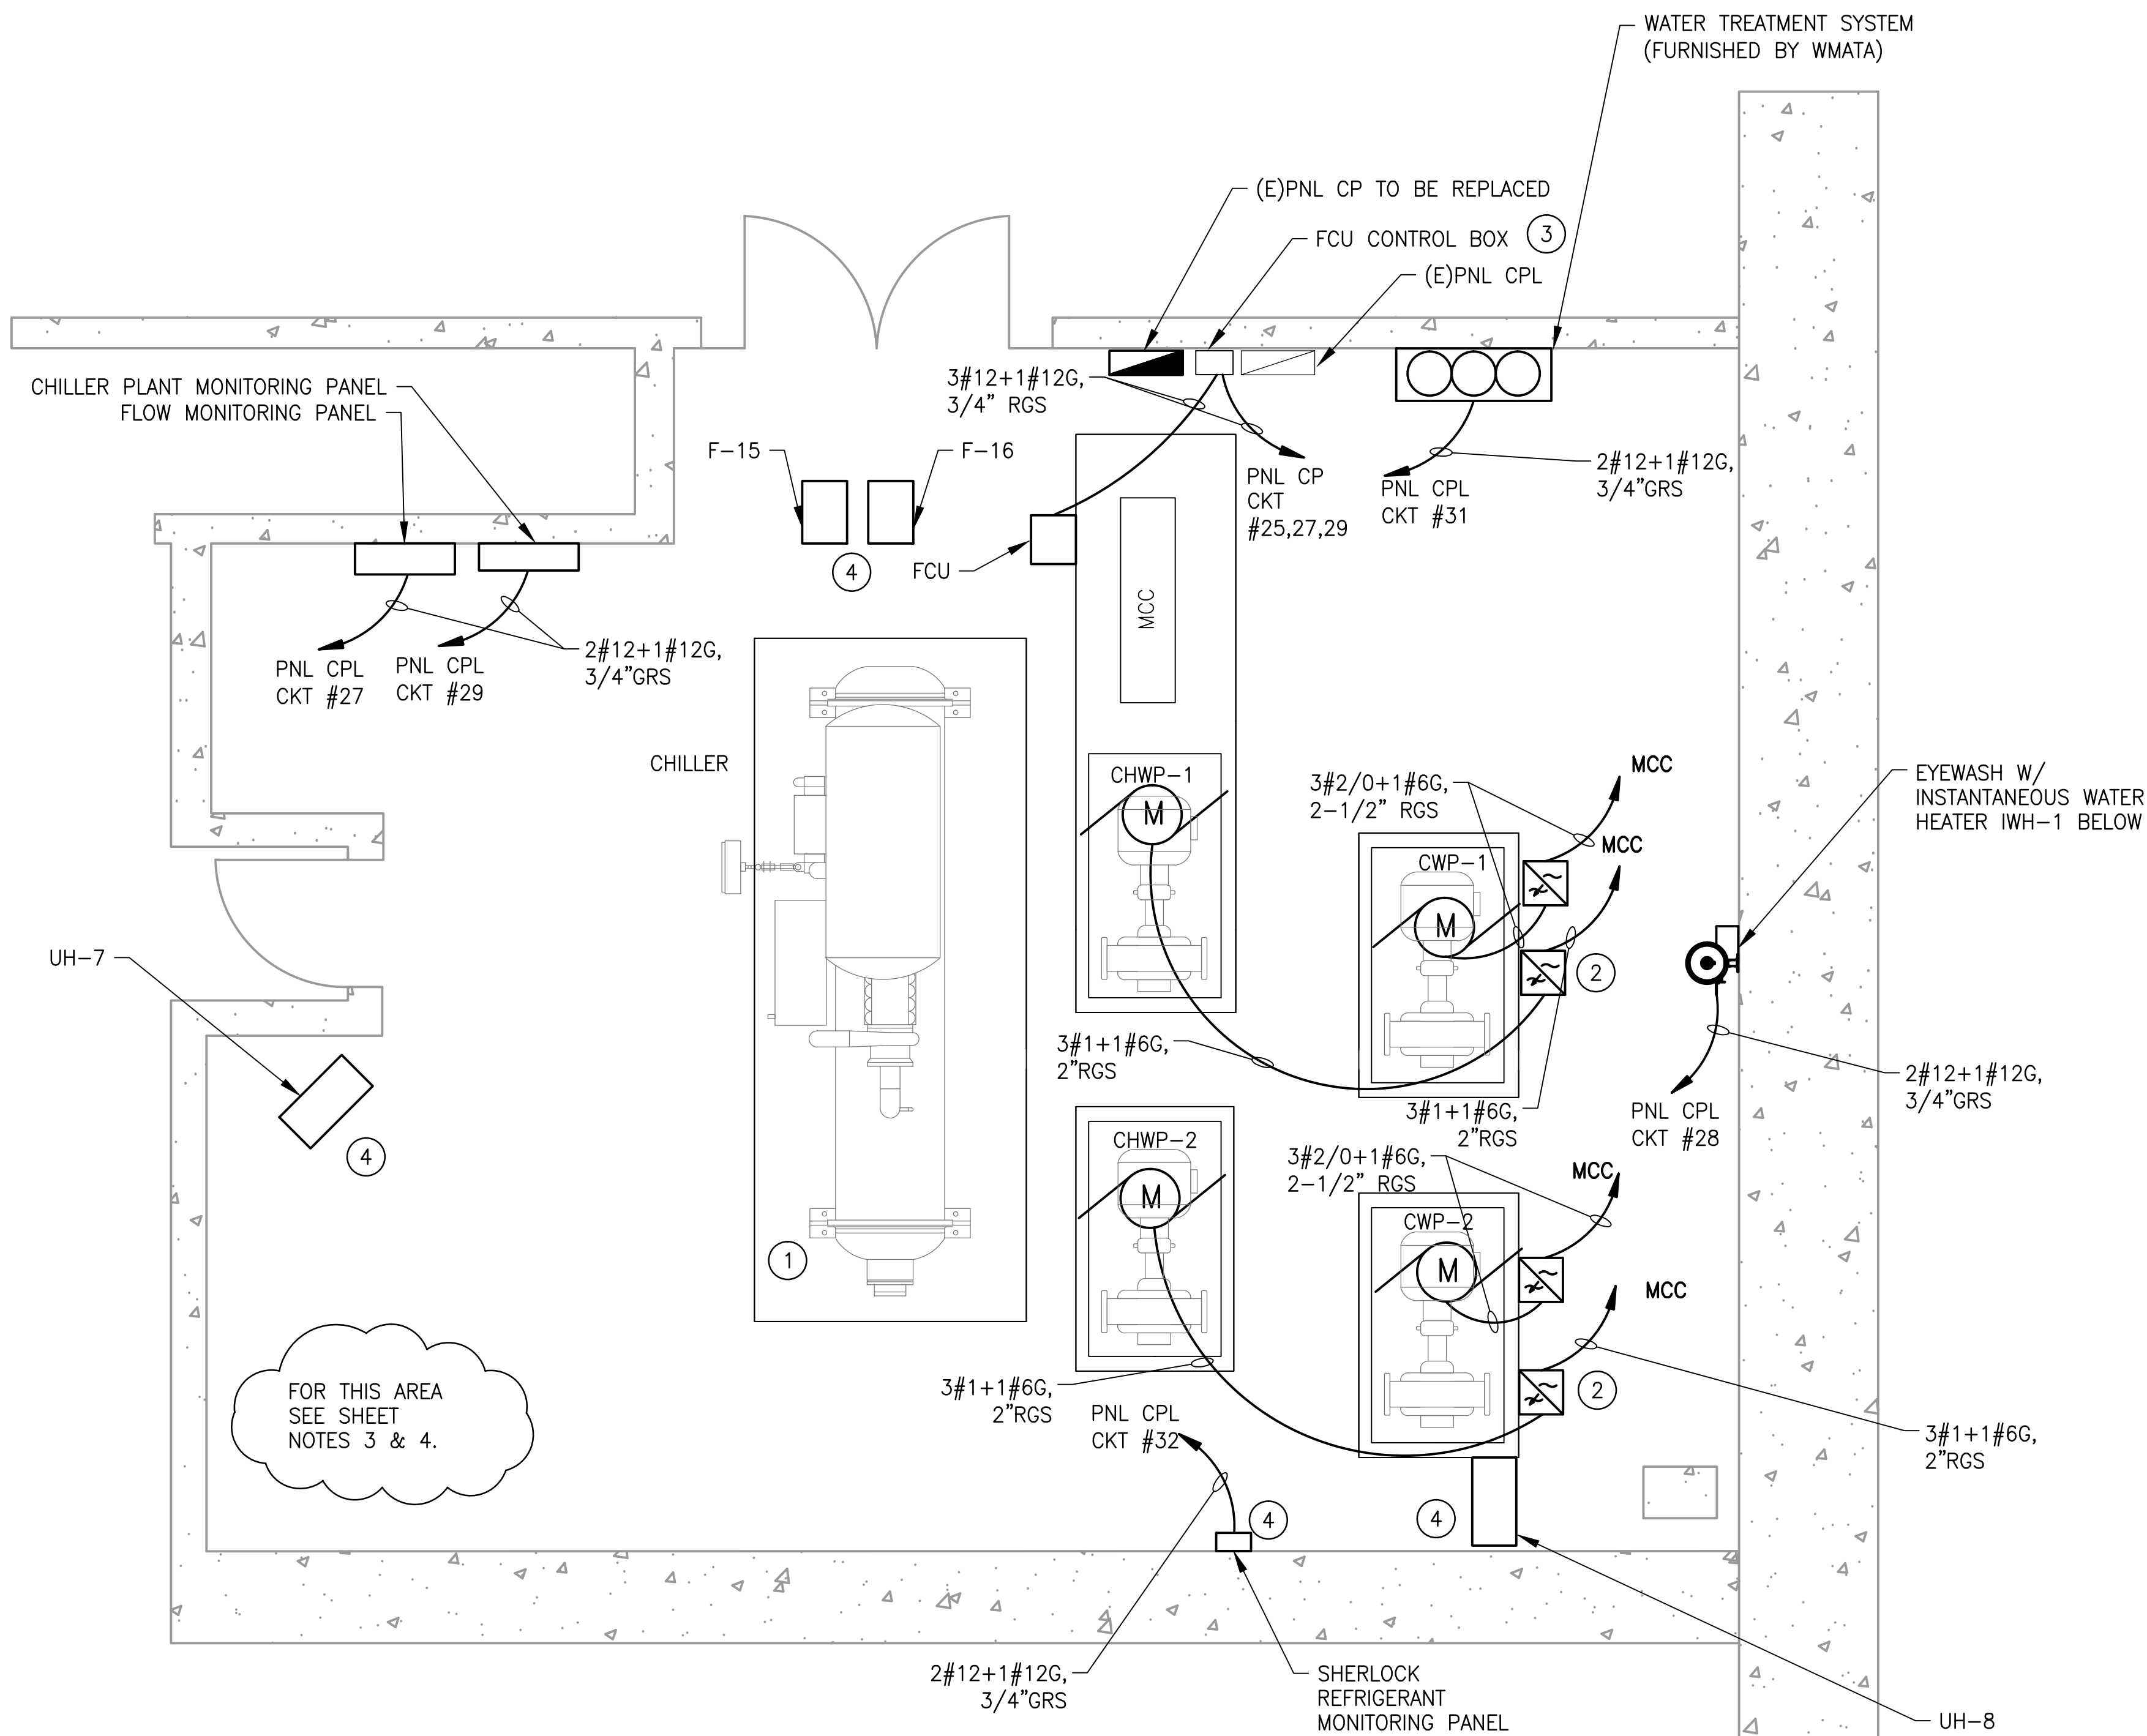 WATER TREATMENT SYSTEM
(FURNISHED BY WMATA)
(E)PNL CP TO BE REPLACED
FCU CONTROL BOX
3
(E)PNL CPL
CHILLER PLANT MONITORING PANEL
FLOW MONITORING PANEL
3#12+1#12G,
3/4" RGS
F-15
F-16
PNL CP
CKT
#25,27,29
PNL CPL
CKT #31
2#12+1#12G,
3/4"GRS
4
FCU
MCC
PNL CPL
CKT #27
PNL CPL
CKT #29
2#12+1#12G,
3/4"GRS
CHILLER
CHWP-1
M
3#2/0+1#6G,
2-1/2" RGS
MCC
MCC
CWP-1
M
2
EYEWASH W/
INSTANTANEOUS WATER
HEATER IWH-1 BELOW
UH-7
4
3#1+1#6G,
2"RGS
3#1+1#6G,
2"RGS
PNL CPL
CKT #28
2#12+1#12G,
3/4"GRS
CHWP-2
M
3#2/0+1#6G,
2-1/2" RGS
MCC
CWP-2
M
MCC
1
2
FOR THIS AREA
SEE SHEET
NOTES 3 & 4.
3#1+1#6G,
2"RGS
PNL CPL
CKT #32
3#1+1#6G,
2"RGS
4
4
2#12+1#12G,
3/4"GRS
SHERLOCK
REFRIGERANT
MONITORING PANEL
UH-8